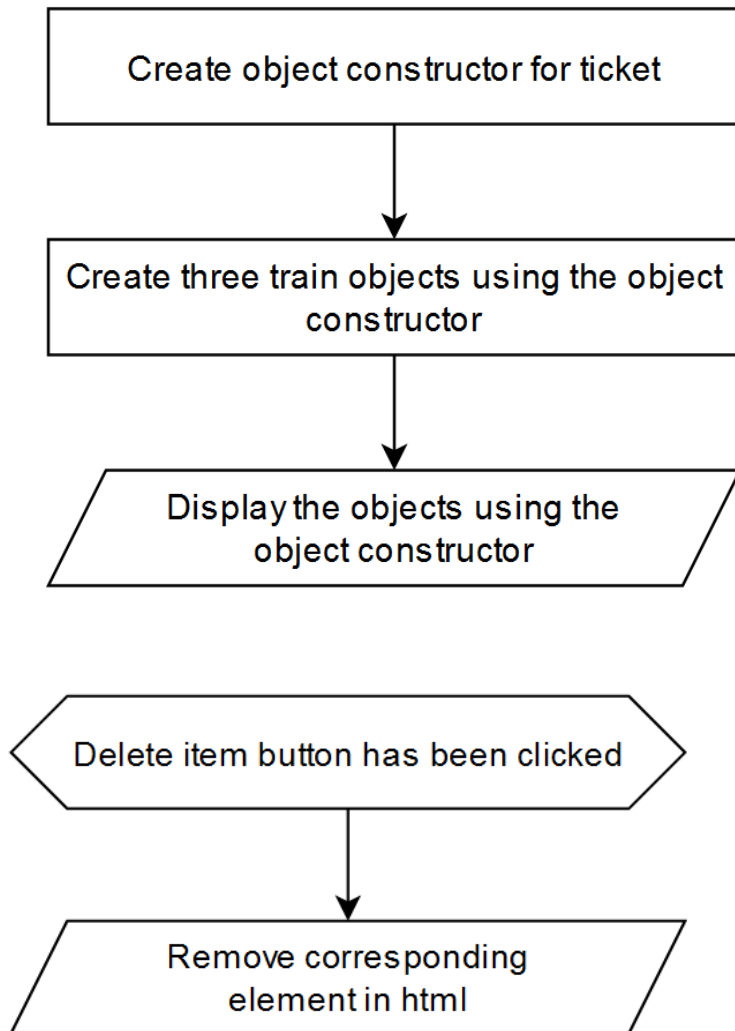 Create object constructor for ticket
Create three train objects using the object
constructor
Display the objects using the
object constructor
Delete item button has been clicked
Remove corresponding
element in html